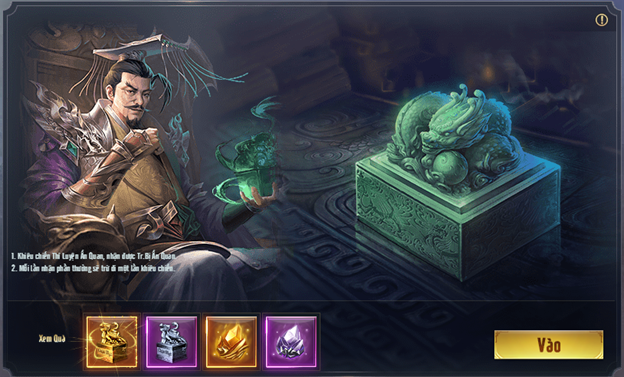 1. Khiêu chiến Thí Luyện Ấn Quan, nhận được Tr.Bị Ấn Quan.
2. Mỗi lần nhận phần thưởng sẽ trừ đi một lần khiêu chiến.
Xem Quà
Vào